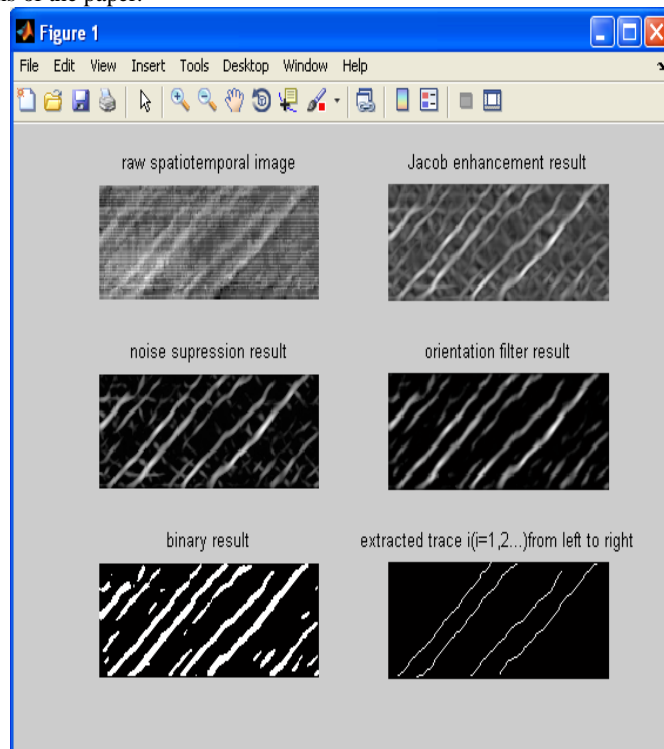 Figure 1
File Edit View Insert Tools Desktop Window Help
raw spatiotemporal image
Jacob enhancement result
noise supression result
orientation filter result
binary result
extracted trace i(i=1,2...)from left to right